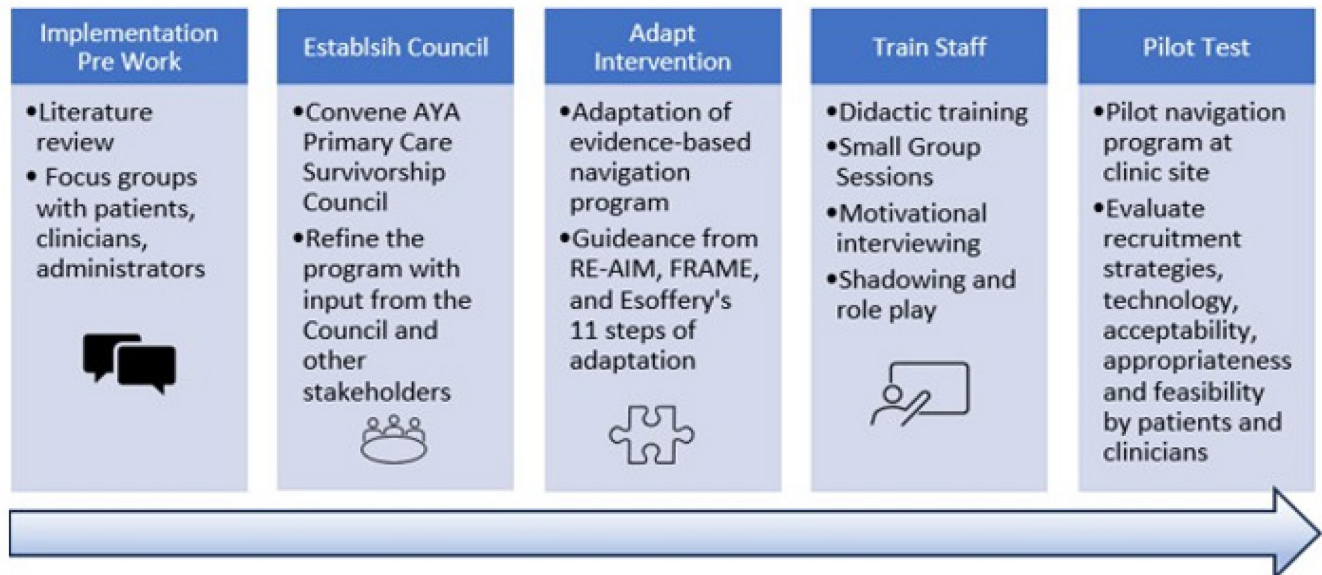 Implementation
Pre Work
•Literature
review
• Focus groups
with patients,
clinicians,
administrators
Establsih Council
•Convene AYA
Primary Care
Survivorship
Council
•Refine the
program with
input from the
Council and
other
stakeholders
Adapt
Intervention
•Adaptation of
evidence-based
navigation
program
•Guideance from
RE-AIM, FRAME,
and Esoffery's
11 steps of
adaptation
Train Staff
•Didactic training
•Small Group
Sessions
•Motivational
interviewing
•Shadowing and
role play
Pilot Test
•Pilot navigation
program at
clinic site
•Evaluate
recruitment
strategies,
technology,
acceptability,
appropriateness
and feasibility
by patients and
clinicians